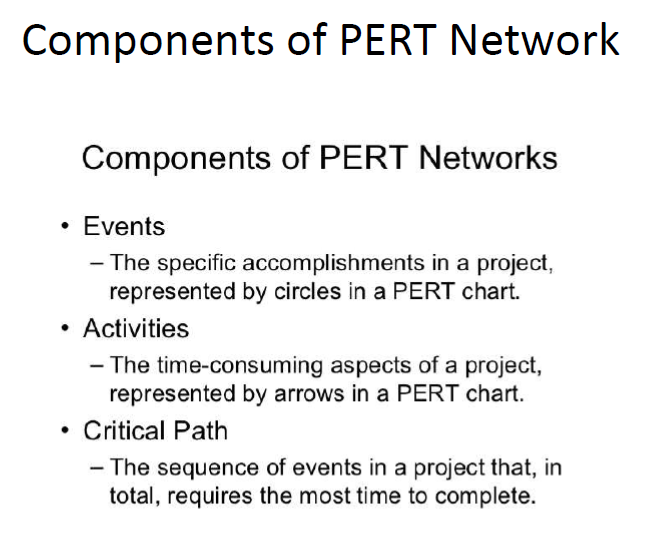 Components of PERT Network
Components of PERT Networks
• Events
– The specific accomplishments in a project,
represented by circles in a PERT chart.
• Activities
– The time-consuming aspects of a project,
represented by arrows in a PERT chart.
• Critical Path
– The sequence of events in a project that, in
total, requires the most time to complete.